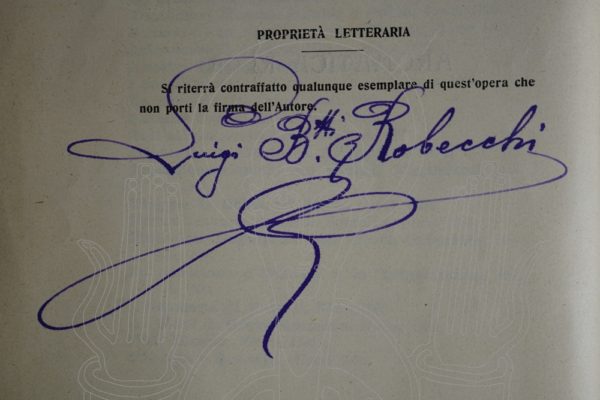 PROPRIETÀ LETTERARIA
Si riterrà contraffatto qualunque esemplare di quest'opera che
non porti la firma dell'Autore.
Luigi B.tti Robecchi